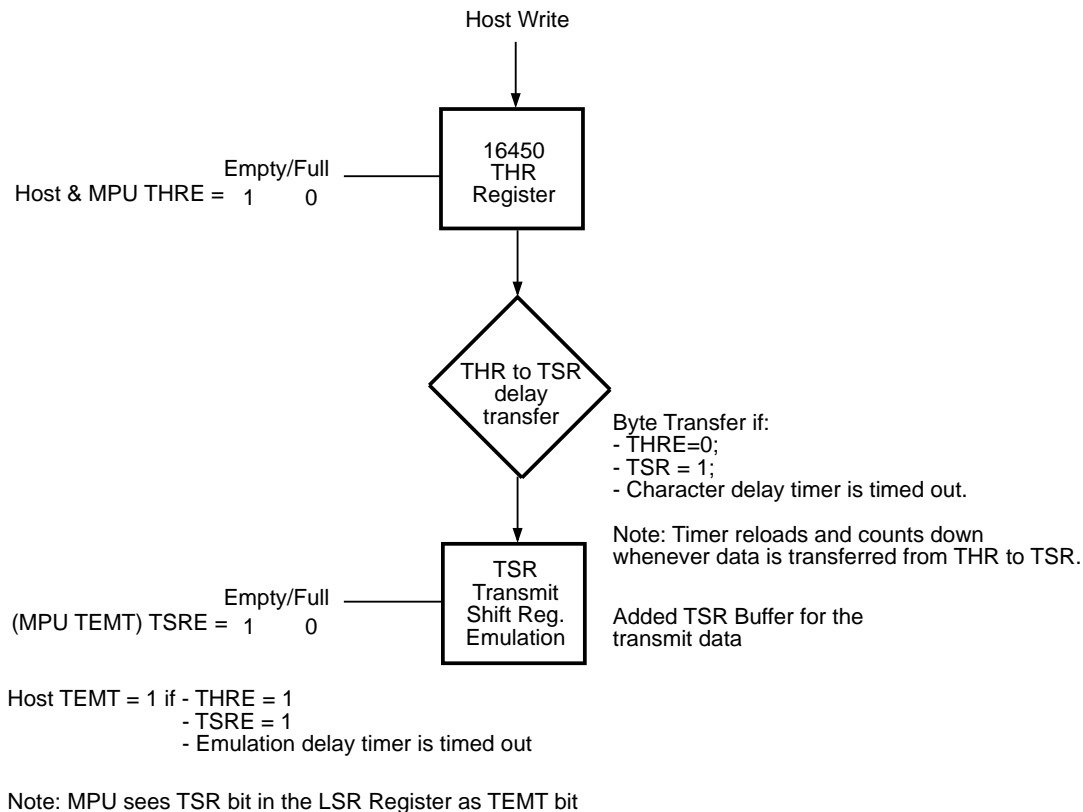 Host Write
16450
THR
Register
Empty/Full
Host & MPU THRE = 1 0
THR to TSR
delay
transfer
Byte Transfer if:
- THRE=0;
- TSR = 1;
- Character delay timer is timed out.
Note: Timer reloads and counts down
whenever data is transferred from THR to TSR.
TSR
Transmit
Shift Reg.
Emulation
Empty/Full
(MPU TEMT) TSRE = 1 0
Added TSR Buffer for the
transmit data
Host TEMT = 1 if - THRE = 1
- TSRE = 1
- Emulation delay timer is timed out
Note: MPU sees TSR bit in the LSR Register as TEMT bit